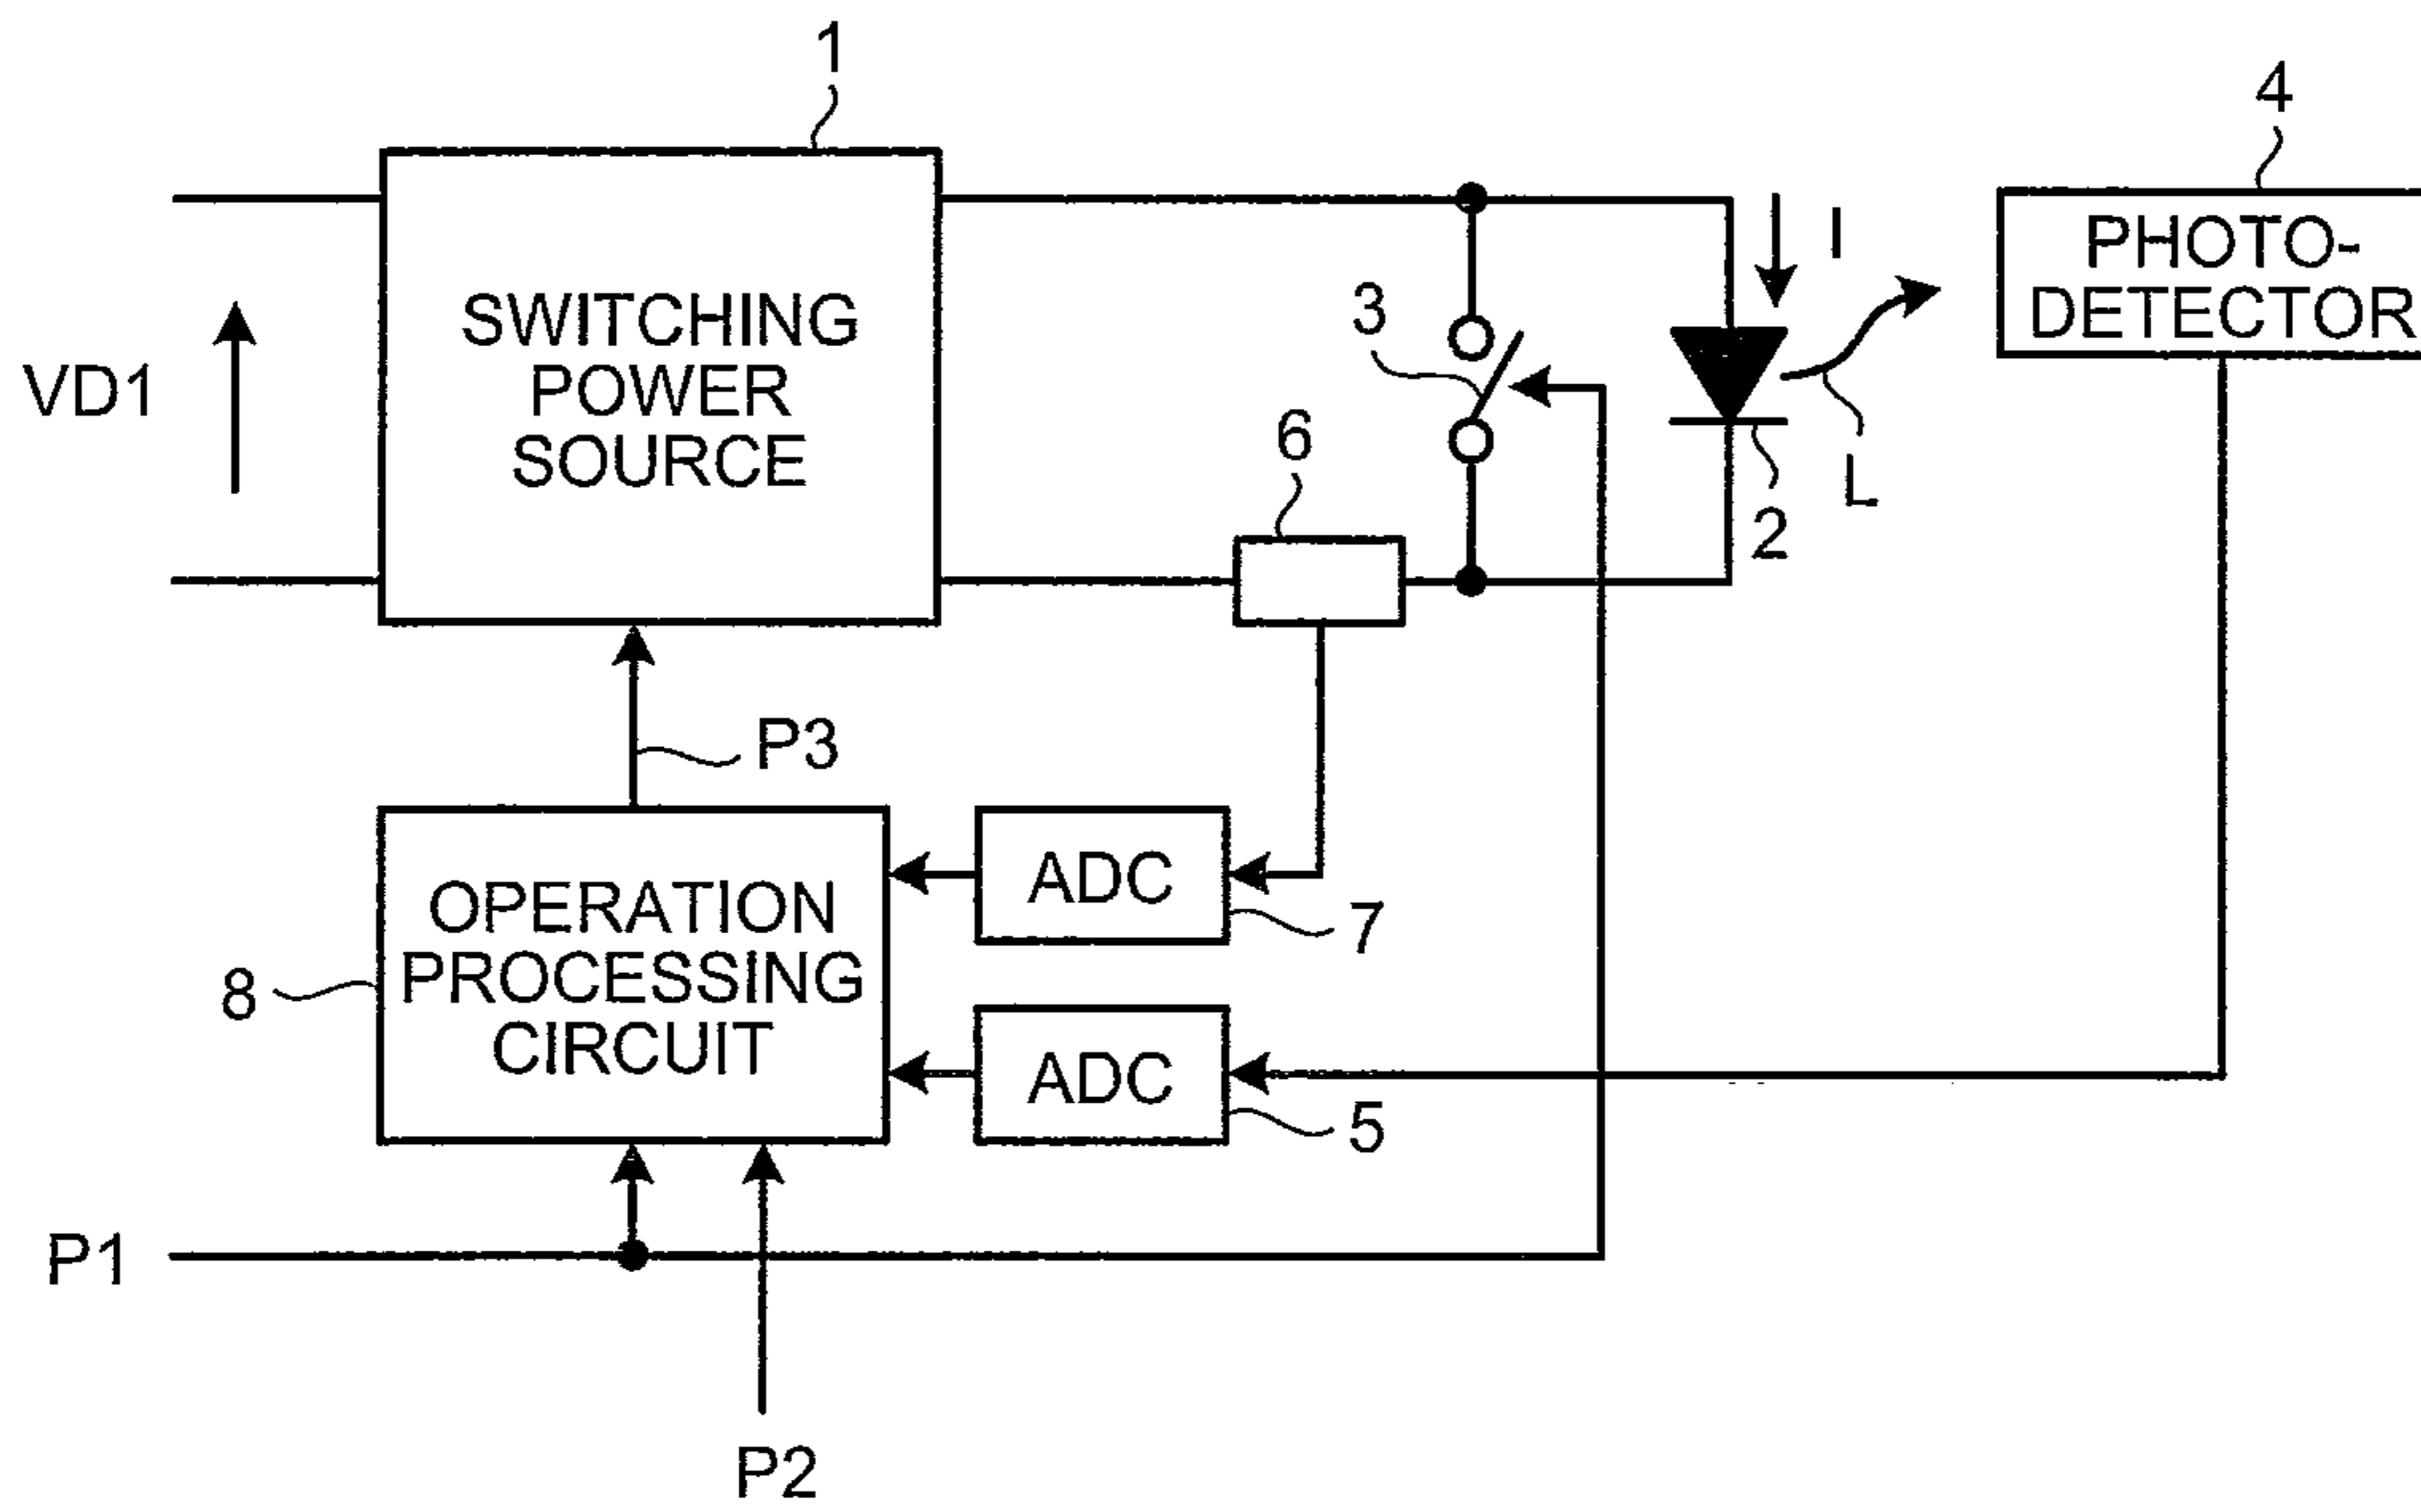 1
4
SWITCHING
POWER
SOURCE
VD1
3
I
PHOTO-
DETECTOR
6
L
2
P3
OPERATION
PROCESSING
CIRCUIT
8
ADC
7
ADC
5
P1
P2